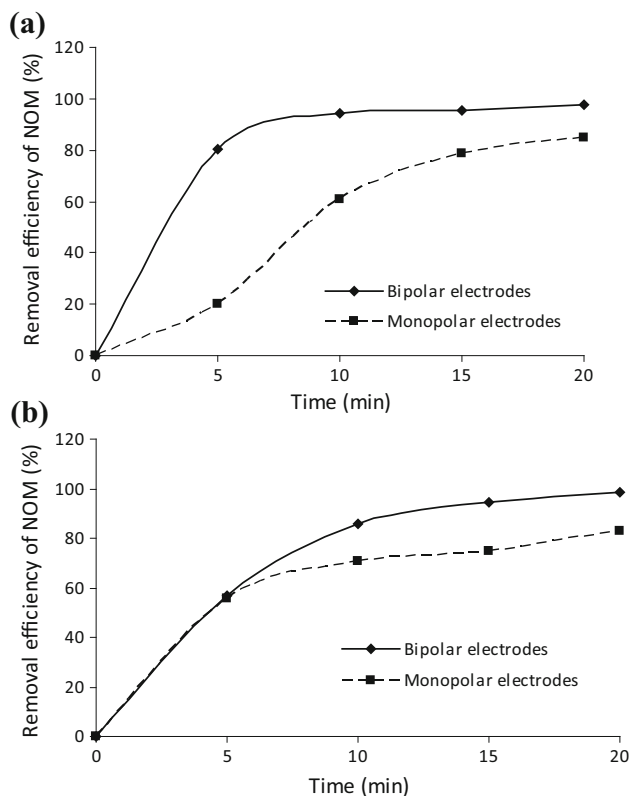 (a)
Removal efficiency of NOM (%)
120
100
80
60
40
20
0
Bipolar electrodes
Monopolar electrodes
0 5 10 15 20
Time (min)
(b)
Removal efficiency of NOM (%)
120
100
80
60
40
20
0
Bipolar electrodes
Monopolar electrodes
0 5 10 15 20
Time (min)